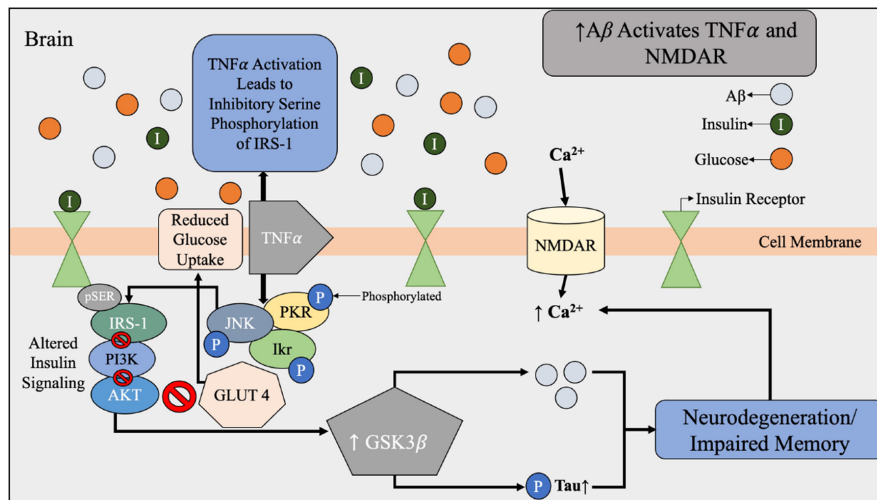 Brain
TNFα Activation
Leads to
Inhibitory Serine
Phosphorylation
of IRS-1
↑Aβ Activates TNFα and
NMDAR
Aβ
Insulin
I
Glucose
I
I
I
I
Ca²⁺
Insulin Receptor
Reduced
Glucose
Uptake
TNFα
NMDAR
Cell Membrane
pSER
IRS-1
PI3K
AKT
Altered
Insulin
Signaling
JNK
P
PKR
P
Phosphorylated
Ikr
P
GLUT 4
↑ Ca²⁺
↑ GSK3β
P
Tau↑
Neurodegeneration/
Impaired Memory